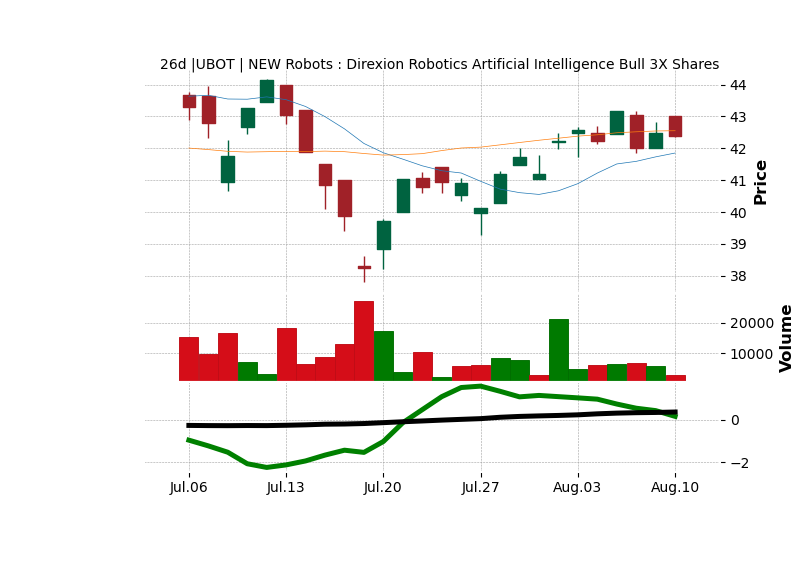 26d |UBOT | NEW Robots : Direxion Robotics Artificial Intelligence Bull 3X Shares
44
43
42
41
40
39
38
Price
20000
10000
Volume
0
−2
Jul.06 Jul.13 Jul.20 Jul.27 Aug.03 Aug.10